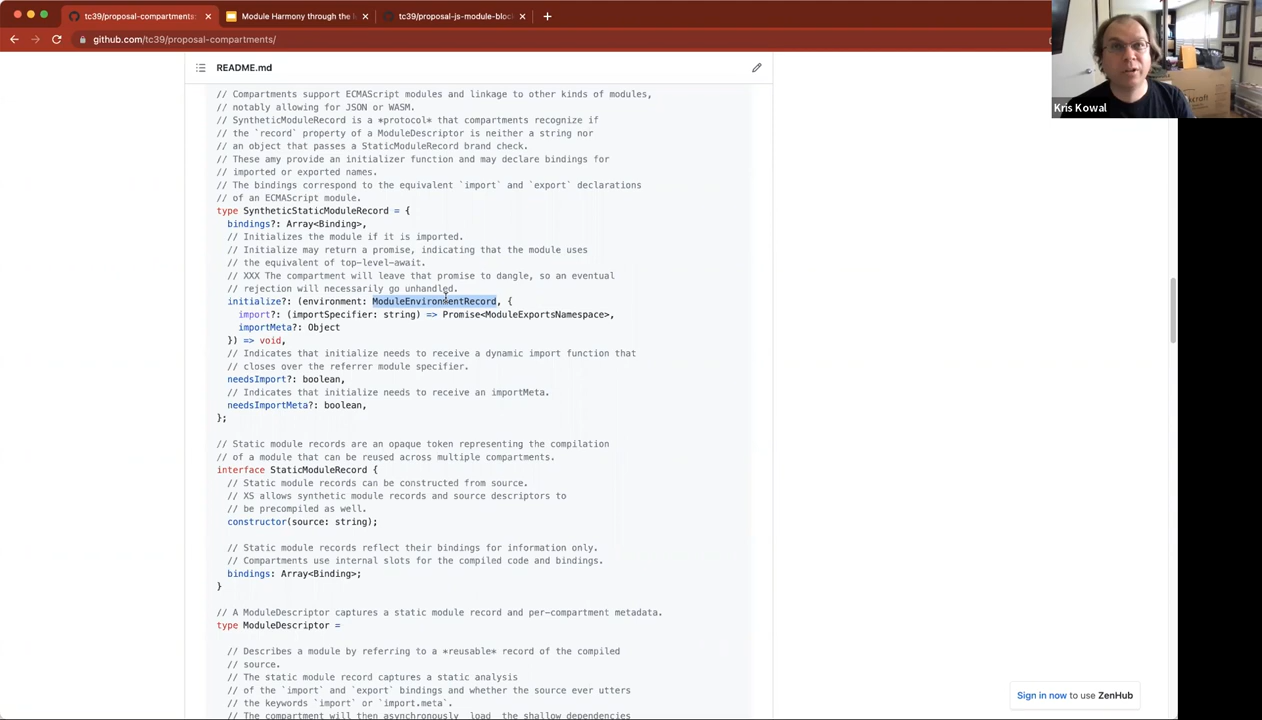 tc39/proposal-compartments:
Module Harmony through the l
tc39/proposal-js-module-bloc
github.com/tc39/proposal-compartments/
README.md
// Compartments support ECMAScript modules and linkage to other kinds of modules,
// notably allowing for JSON or WASM.
// SyntheticModuleRecord is a *protocol* that compartments recognize if
// the `record` property of a ModuleDescriptor is neither a string nor
// an object that passes a StaticModuleRecord brand check.
// These amy provide an initializer function and may declare bindings for
// imported or exported names.
// The bindings correspond to the equivalent `import` and `export` declarations
// of an ECMAScript module.
type SyntheticStaticModuleRecord = {
bindings?: Array<Binding>,
// Initializes the module if it is imported.
// Initialize may return a promise, indicating that the module uses
// the equivalent of top-level-await.
// XXX The compartment will leave that promise to dangle, so an eventual
// rejection will necessarily go unhandled.
initialize?: (environment: ModuleEnvironmentRecord, {
import?: (importSpecifier: string) => Promise<ModuleExportsNamespace>,
importMeta?: Object
}) => void,
// Indicates that initialize needs to receive a dynamic import function that
// closes over the referrer module specifier.
needsImport?: boolean,
// Indicates that initialize needs to receive an importMeta.
needsImportMeta?: boolean,
};
// Static module records are an opaque token representing the compilation
// of a module that can be reused across multiple compartments.
interface StaticModuleRecord {
// Static module records can be constructed from source.
// XS allows synthetic module records and source descriptors to
// be precompiled as well.
constructor(source: string);
// Static module records reflect their bindings for information only.
// Compartments use internal slots for the compiled code and bindings.
bindings: Array<Binding>;
}
// A ModuleDescriptor captures a static module record and per-compartment metadata.
type ModuleDescriptor =
// Describes a module by referring to a *reusable* record of the compiled
// source.
// The static module record captures a static analysis
// of the `import` and `export` bindings and whether the source ever utters
// the keywords `import` or `import.meta`.
// The compartment will then asynchronously _load_ the shallow dependencies
Kris Kowal
Sign in now to use ZenHub